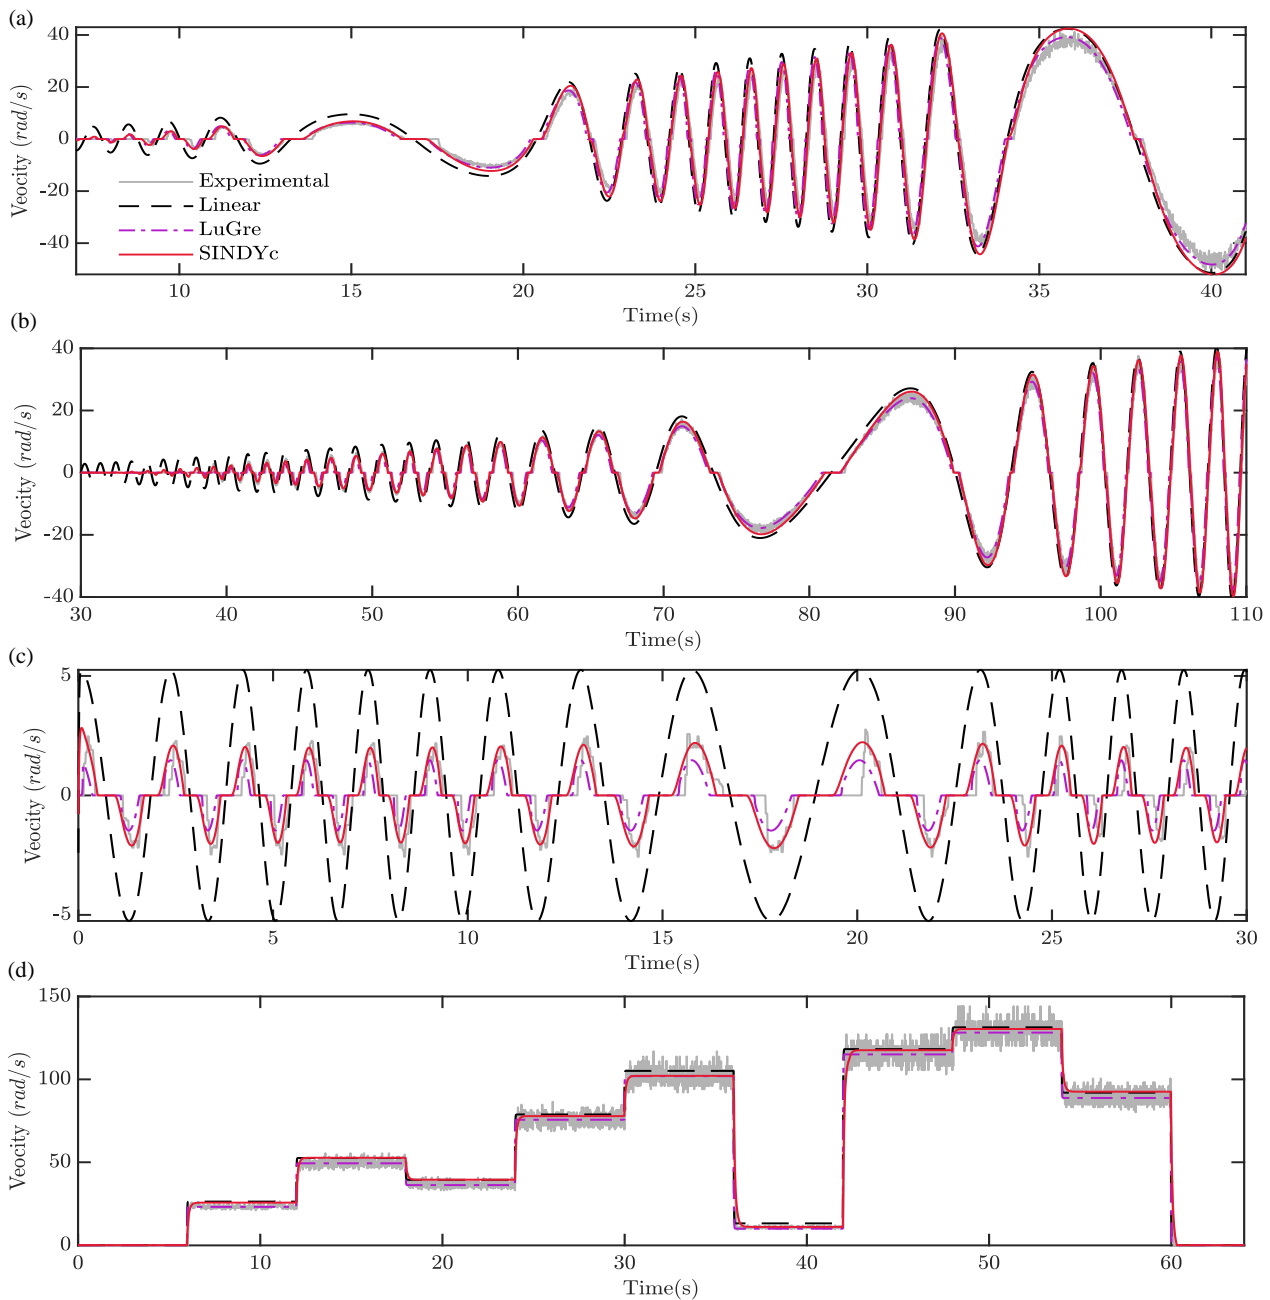 (a)
40
20
0
-20
-40
Veocity (rad/s)
Experimental
Linear
LuGre
SINDYc
10 15 20 25 30 35 40
Time(s)
(b)
40
20
0
-20
-40
Veocity (rad/s)
30 40 50 60 70 80 90 100 110
Time(s)
(c)
5
0
-5
Veocity (rad/s)
0 5 10 15 20 25 30
Time(s)
(d)
150
100
50
0
Veocity (rad/s)
0 10 20 30 40 50 60
Time(s)